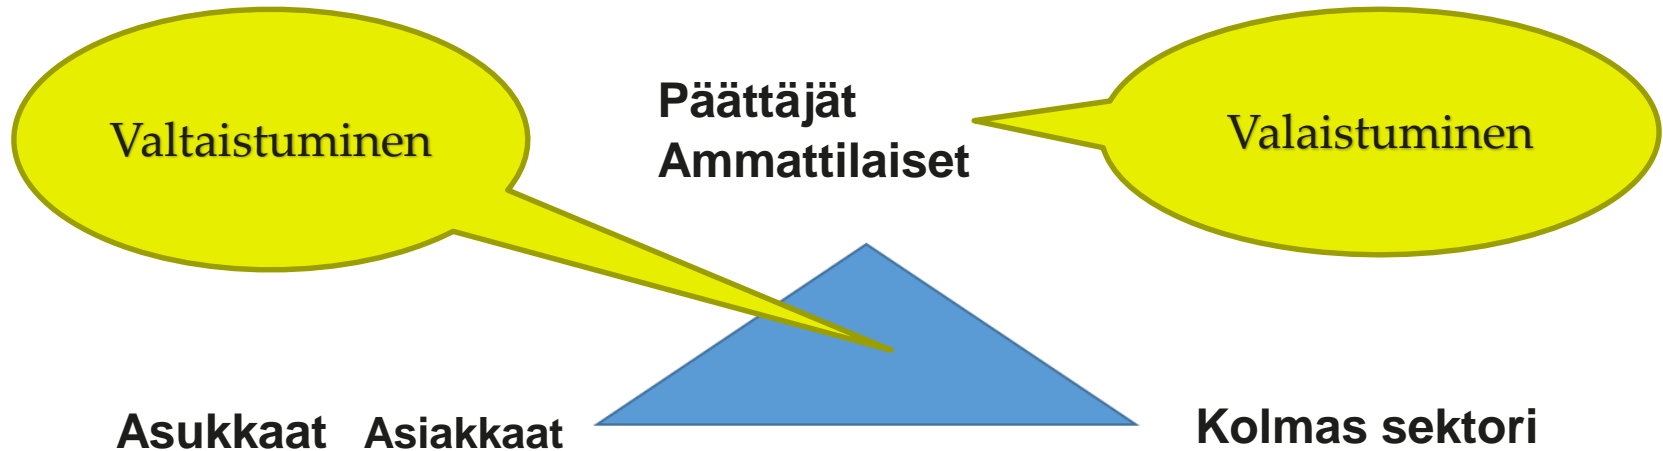 Valtaistuminen
Päättäjät
Ammattilaiset
Valaistuminen
Asukkaat Asiakkaat
Kolmas sektori